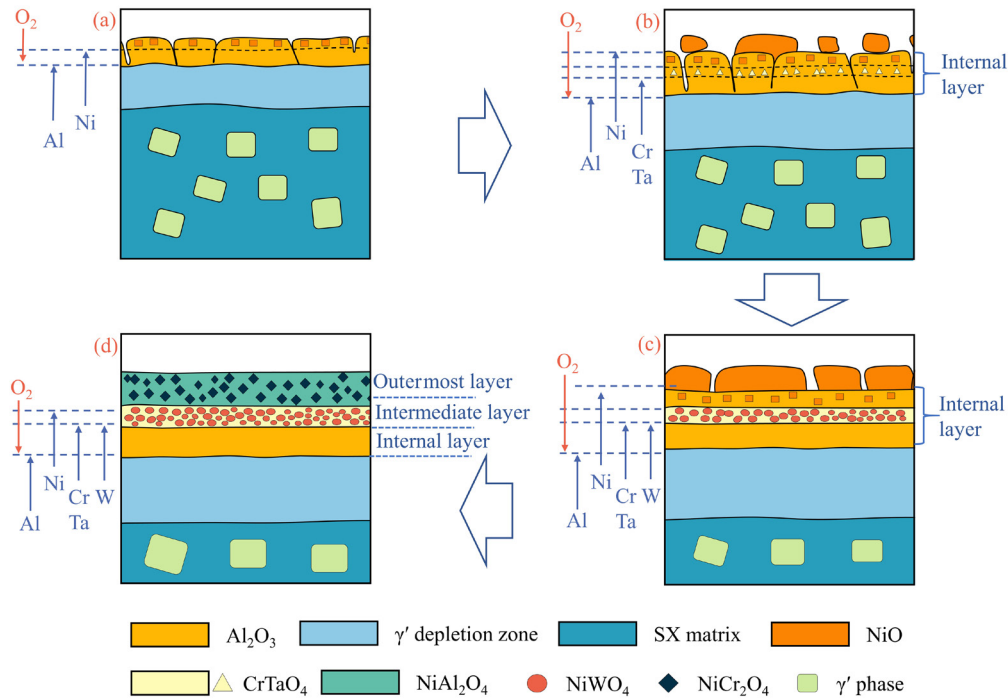 (a)
O₂
Al
Ni
(b)
O₂
Al
Ni
Cr
Ta
Internal
layer
(d)
O₂
Al
Ni
Cr W
Ta
Outermost layer
Intermediate layer
Internal layer
(c)
O₂
Al
Ni
Cr W
Ta
Internal
layer
Al₂O₃
γ′ depletion zone
SX matrix
NiO
CrTaO₄
NiAl₂O₄
NiWO₄
NiCr₂O₄
γ′ phase